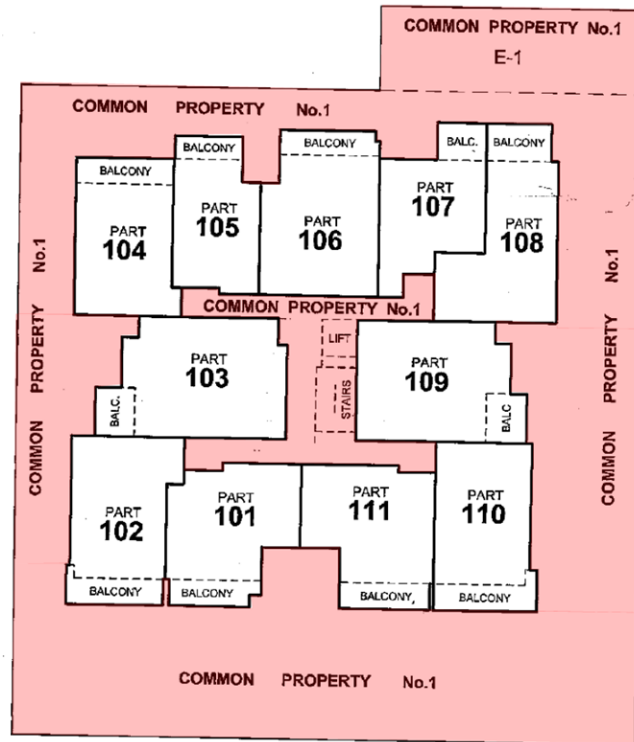 COMMON PROPERTY No.1
E-1
COMMON PROPERTY No.1
BALCONY
BALCONY
BALCONY
BALC.
BALCONY
PART
104
PART
105
PART
106
PART
107
PART
108
COMMON PROPERTY No.1
COMMON PROPERTY No.1
COMMON PROPERTY No.1
LIFT
STAIRS
PART
103
BALC.
PART
109
BALC
PART
102
PART
101
PART
111
PART
110
BALCONY
BALCONY
BALCONY
BALCONY
COMMON PROPERTY No.1